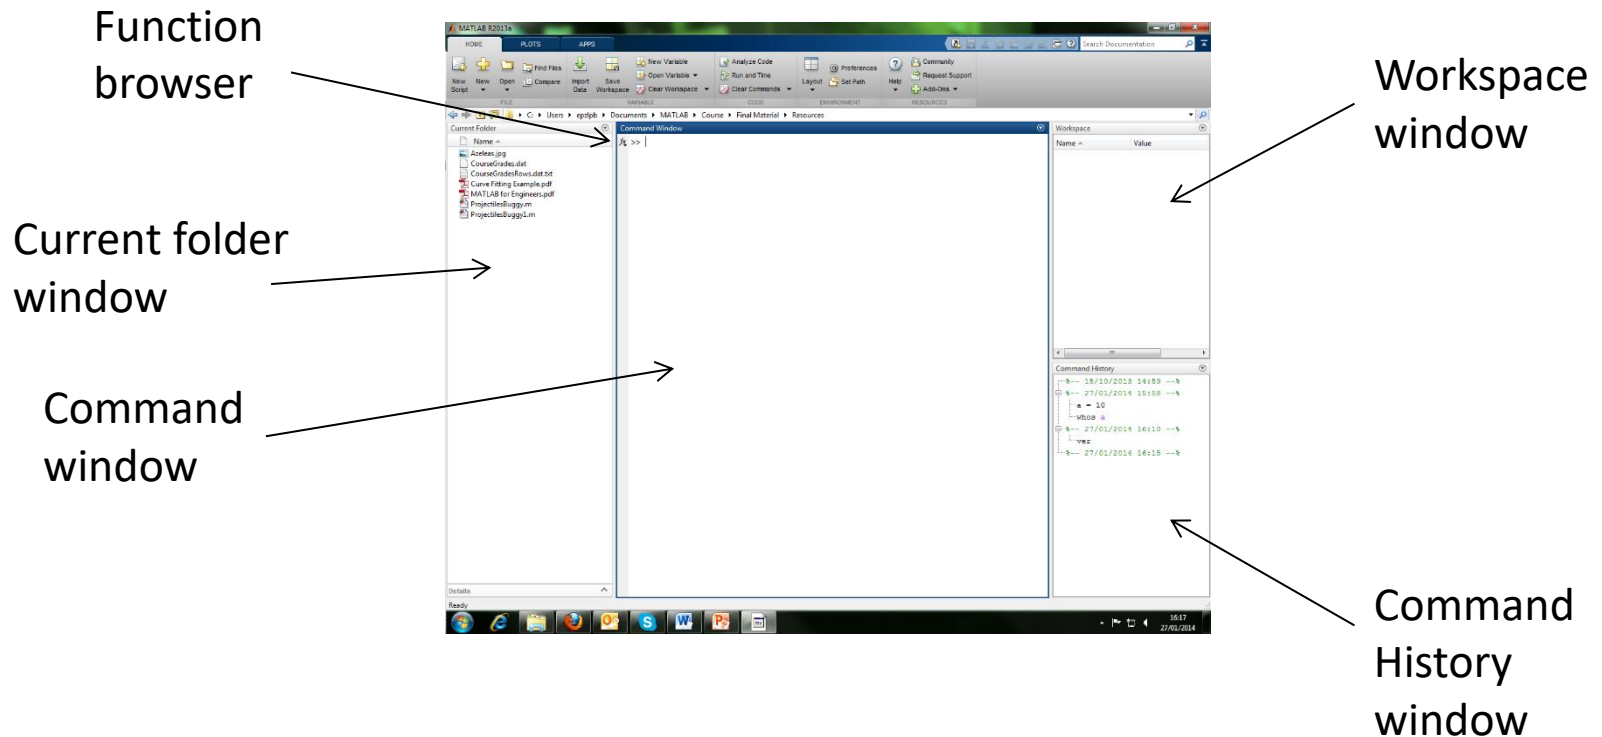 Function
browser
Current folder
window
Command
window
Workspace
window
Command
History
window
MATLAB R2013a
HOME PLOTS APPS
Search Documentation
New Script
New
Open
Find Files
Compare
Import Data
Save Workspace
New Variable
Open Variable
Clear Workspace
Analyze Code
Run and Time
Clear Commands
Layout
Preferences
Set Path
Help
Community
Request Support
Add-Ons
FILE VARIABLE CODE ENVIRONMENT RESOURCES
C: Users epzlpb Documents MATLAB Course Final Material Resources
Current Folder
Name
Azeleas.jpg
CourseGrades.dat
CourseGradesRows.dat.txt
Curve Fitting Example.pdf
MATLAB for Engineers.pdf
ProjectilesBuggy.m
ProjectilesBuggy1.m
Details
Ready
Command Window
fx >>
Workspace
Name Value
Command History
%-- 18/10/2013 14:59 --%
%-- 27/01/2014 15:58 --%
a = 10
whos a
%-- 27/01/2014 16:10 --%
ver
%-- 27/01/2014 16:15 --%
16:17
27/01/2014